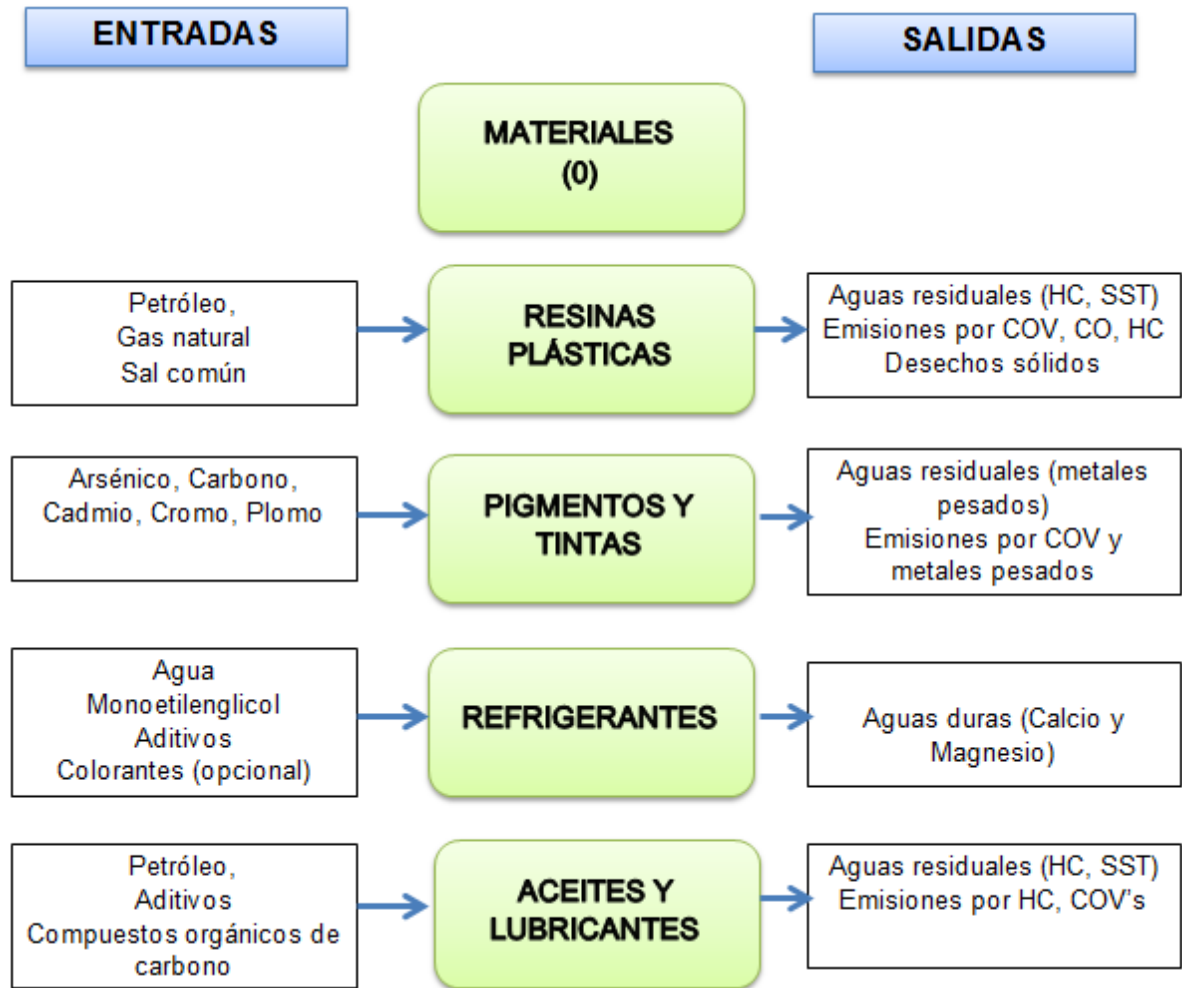 ENTRADAS
SALIDAS
MATERIALES
(0)
Petróleo,
Gas natural
Sal común
RESINAS
PLÁSTICAS
Aguas residuales (HC, SST)
Emisiones por COV, CO, HC
Desechos sólidos
Arsénico, Carbono,
Cadmio, Cromo, Plomo
PIGMENTOS Y
TINTAS
Aguas residuales (metales
pesados)
Emisiones por COV y
metales pesados
Agua
Monoetilenglicol
Aditivos
Colorantes (opcional)
REFRIGERANTES
Aguas duras (Calcio y
Magnesio)
Petróleo,
Aditivos
Compuestos orgánicos de
carbono
ACEITES Y
LUBRICANTES
Aguas residuales (HC, SST)
Emisiones por HC, COV’s